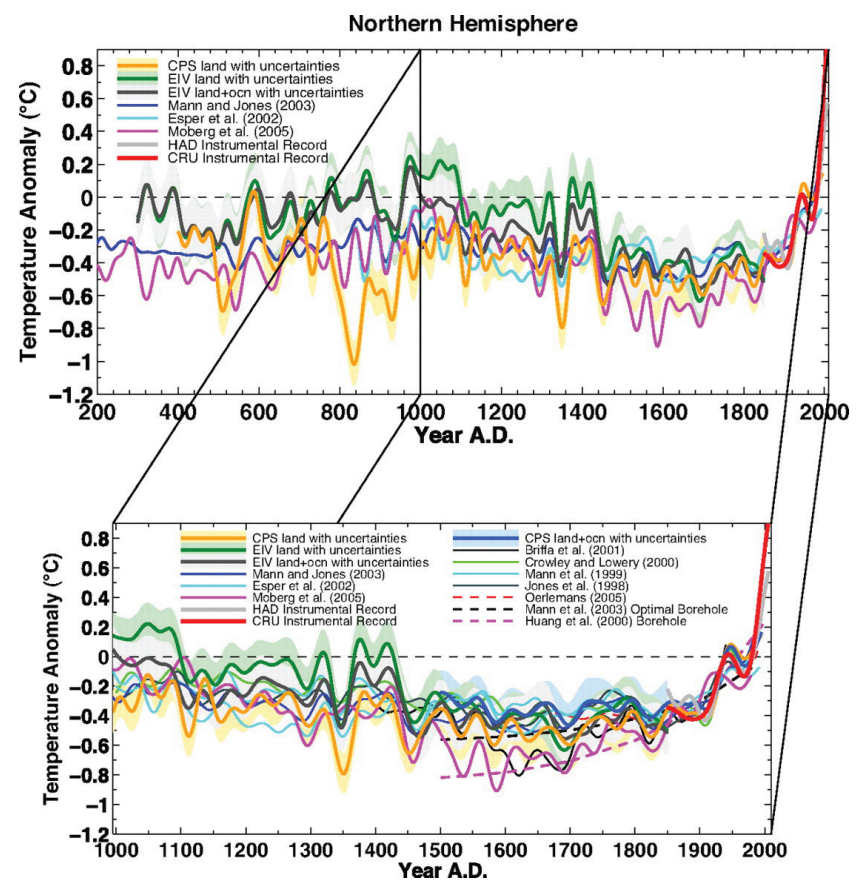 Northern Hemisphere
0.8
0.6
0.4
0.2
0
−0.2
−0.4
−0.6
−0.8
−1
−1.2
Temperature Anomaly (°C)
CPS land with uncertainties
EIV land with uncertainties
EIV land+ocn with uncertainties
Mann and Jones (2003)
Esper et al. (2002)
Moberg et al. (2005)
HAD Instrumental Record
CRU Instrumental Record
200 400 600 800 1000 1200 1400 1600 1800 2000
Year A.D.
0.8
0.6
0.4
0.2
0
−0.2
−0.4
−0.6
−0.8
−1
−1.2
Temperature Anomaly (°C)
CPS land with uncertainties
EIV land with uncertainties
EIV land+ocn with uncertainties
Mann and Jones (2003)
Esper et al. (2002)
Moberg et al. (2005)
HAD Instrumental Record
CRU Instrumental Record
CPS land+ocn with uncertainties
Briffa et al. (2001)
Crowley and Lowery (2000)
Mann et al. (1999)
Jones et al. (1998)
Oerlemans (2005)
Mann et al. (2003) Optimal Borehole
Huang et al. (2000) Borehole
1000 1100 1200 1300 1400 1500 1600 1700 1800 1900 2000
Year A.D.